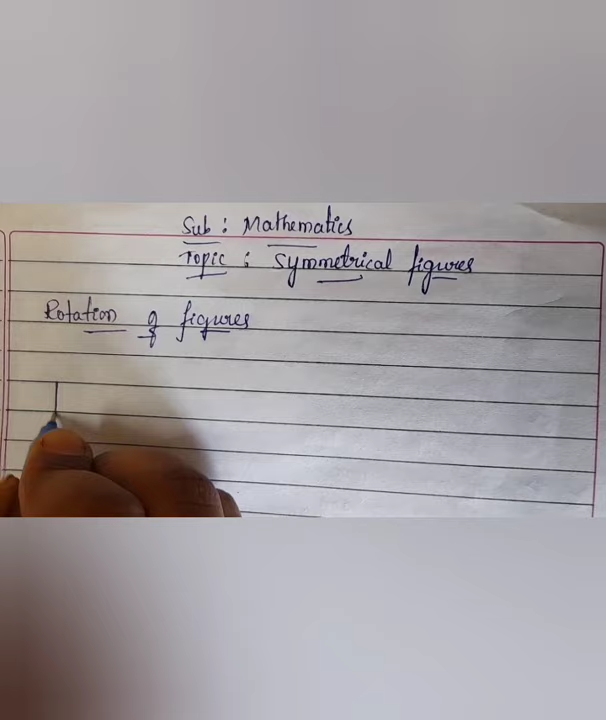 Sub : Mathematics
Topic : Symmetrical figures
Rotation of figures